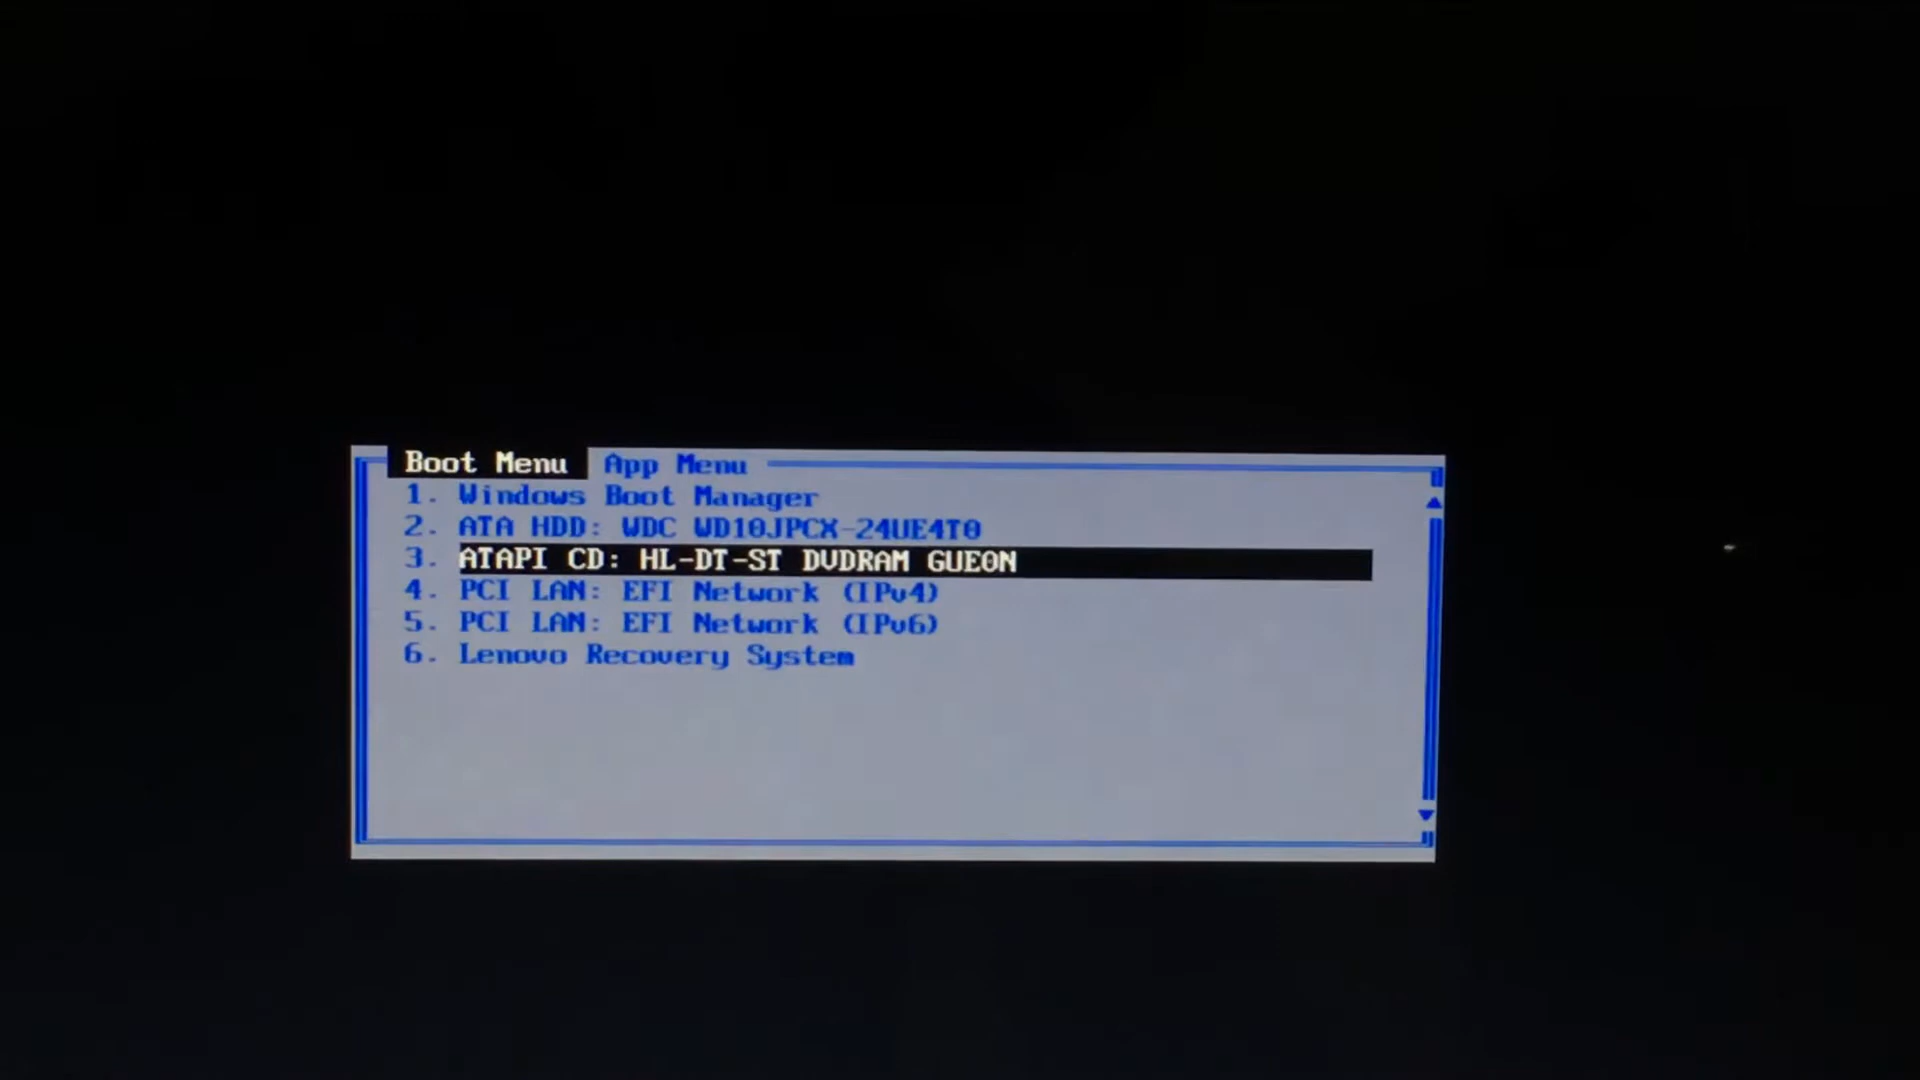 Boot Menu App Menu
1. Windows Boot Manager
2. ATA HDD: WDC WD10JPCX-24UE4T0
3. ATAPI CD: HL-DT-ST DVDRAM GUE0N
4. PCI LAN: EFI Network (IPv4)
5. PCI LAN: EFI Network (IPv6)
6. Lenovo Recovery System